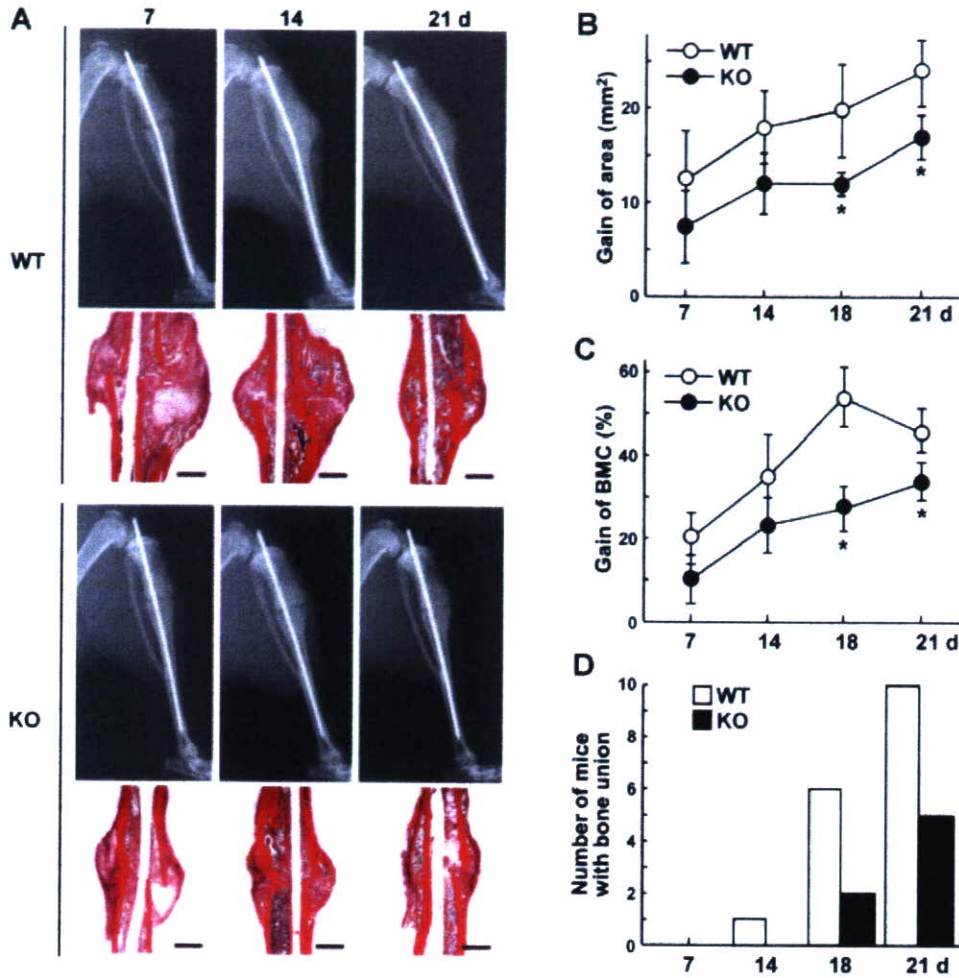 A
7 14 21 d
WT
KO
B
WT
KO
Gain of area (mm²)
20
10
0
*
*
7 14 18 21 d
C
WT
KO
Gain of BMC (%)
60
40
20
0
*
*
7 14 18 21 d
D
WT
KO
Number of mice
with bone union
10
8
6
4
2
0
7 14 18 21 d